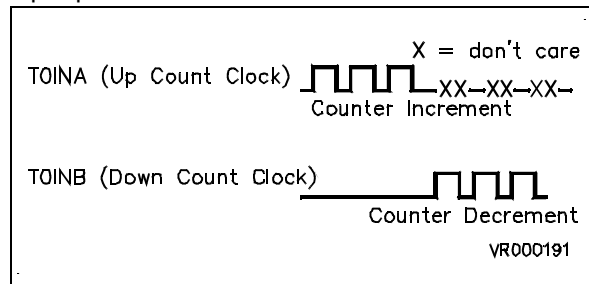 X = don't care
TOINA (Up Count Clock)
XX→XX→XX→
Counter Increment
TOINB (Down Count Clock)
Counter Decrement
VR000191